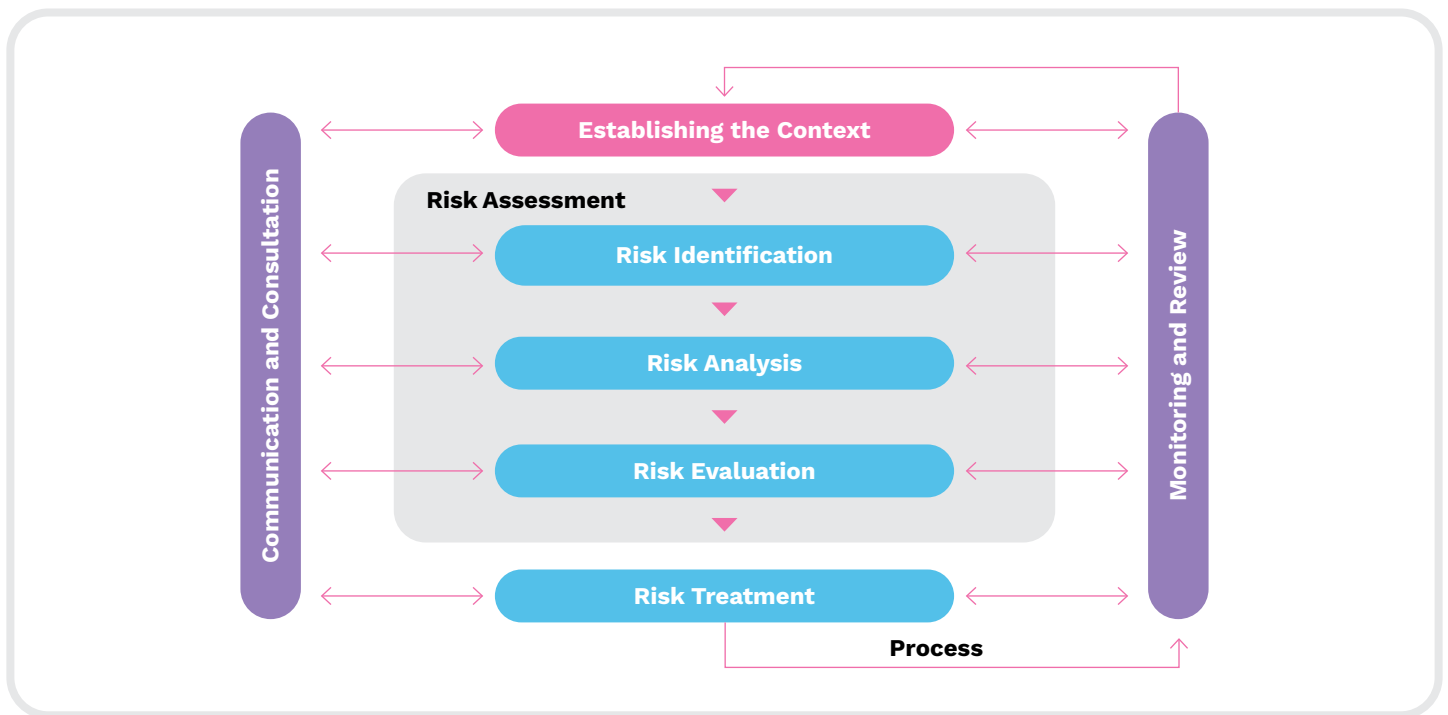 Establishing the Context
Risk Assessment
Risk Identification
Risk Analysis
Risk Evaluation
Risk Treatment
Process
Communication and Consultation
Monitoring and Review